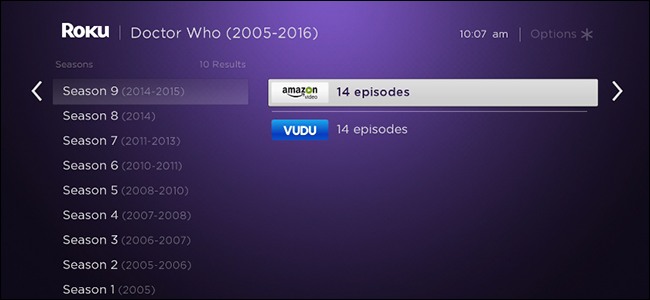 Roku | Doctor Who (2005-2016) 10:07 am Options
Seasons 10 Results
Season 9 (2014-2015)
Season 8 (2014)
Season 7 (2011-2013)
Season 6 (2010-2011)
Season 5 (2008-2010)
Season 4 (2007-2008)
Season 3 (2006-2007)
Season 2 (2005-2006)
Season 1 (2005)
amazon video 14 episodes
VUDU 14 episodes